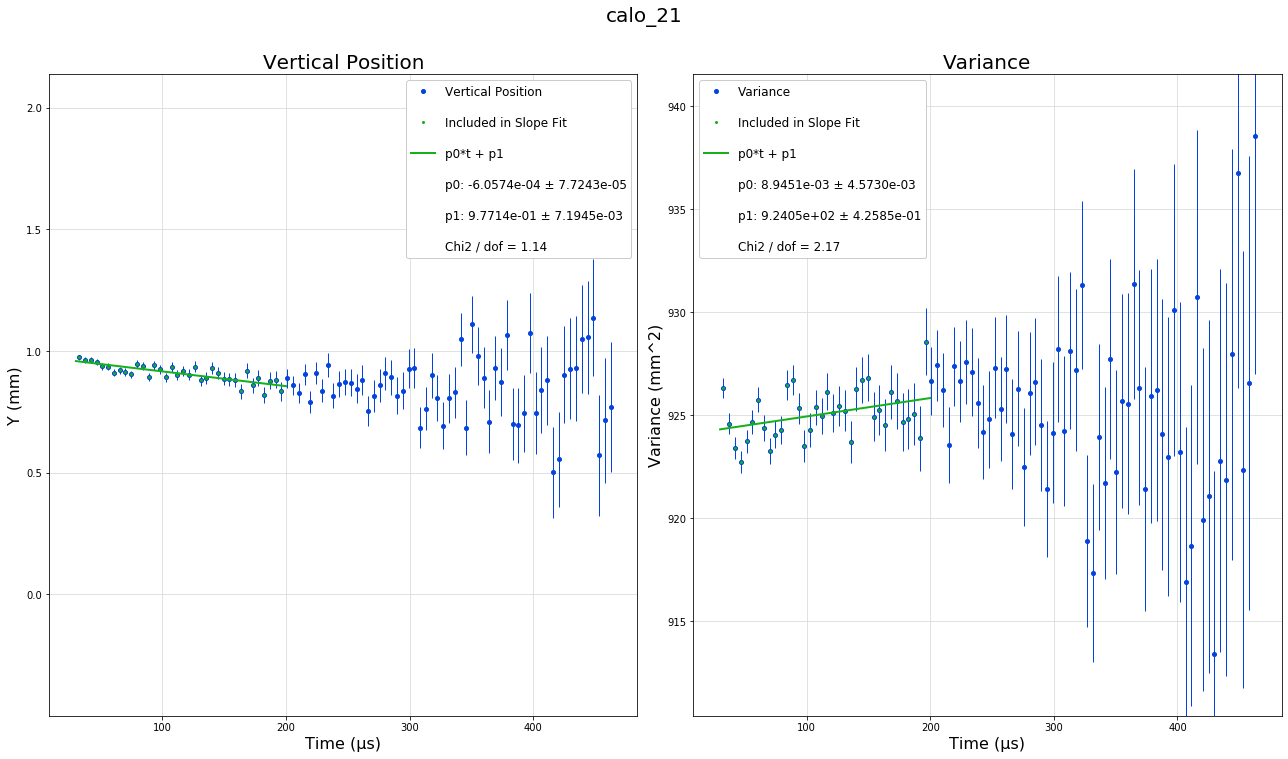 calo_21
Vertical Position
Y (mm)
2.0
1.5
1.0
0.5
0.0
100
200
300
400
Time (µs)
Vertical Position
Included in Slope Fit
p0*t + p1
p0: -6.0574e-04 ± 7.7243e-05
p1: 9.7714e-01 ± 7.1945e-03
Chi2 / dof = 1.14
Variance
Variance (mm^2)
940
935
930
925
920
915
100
200
300
400
Time (µs)
Variance
Included in Slope Fit
p0*t + p1
p0: 8.9451e-03 ± 4.5730e-03
p1: 9.2405e+02 ± 4.2585e-01
Chi2 / dof = 2.17